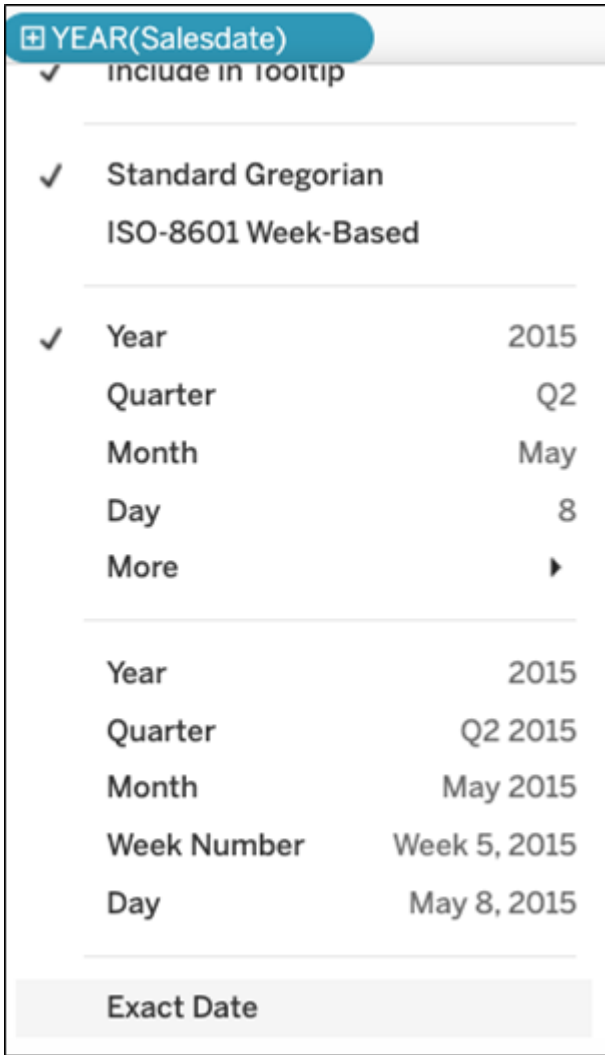 YEAR(Salesdate)
Include in Tooltip
Standard Gregorian
ISO-8601 Week-Based
Year 2015
Quarter Q2
Month May
Day 8
More
Year 2015
Quarter Q2 2015
Month May 2015
Week Number Week 5, 2015
Day May 8, 2015
Exact Date